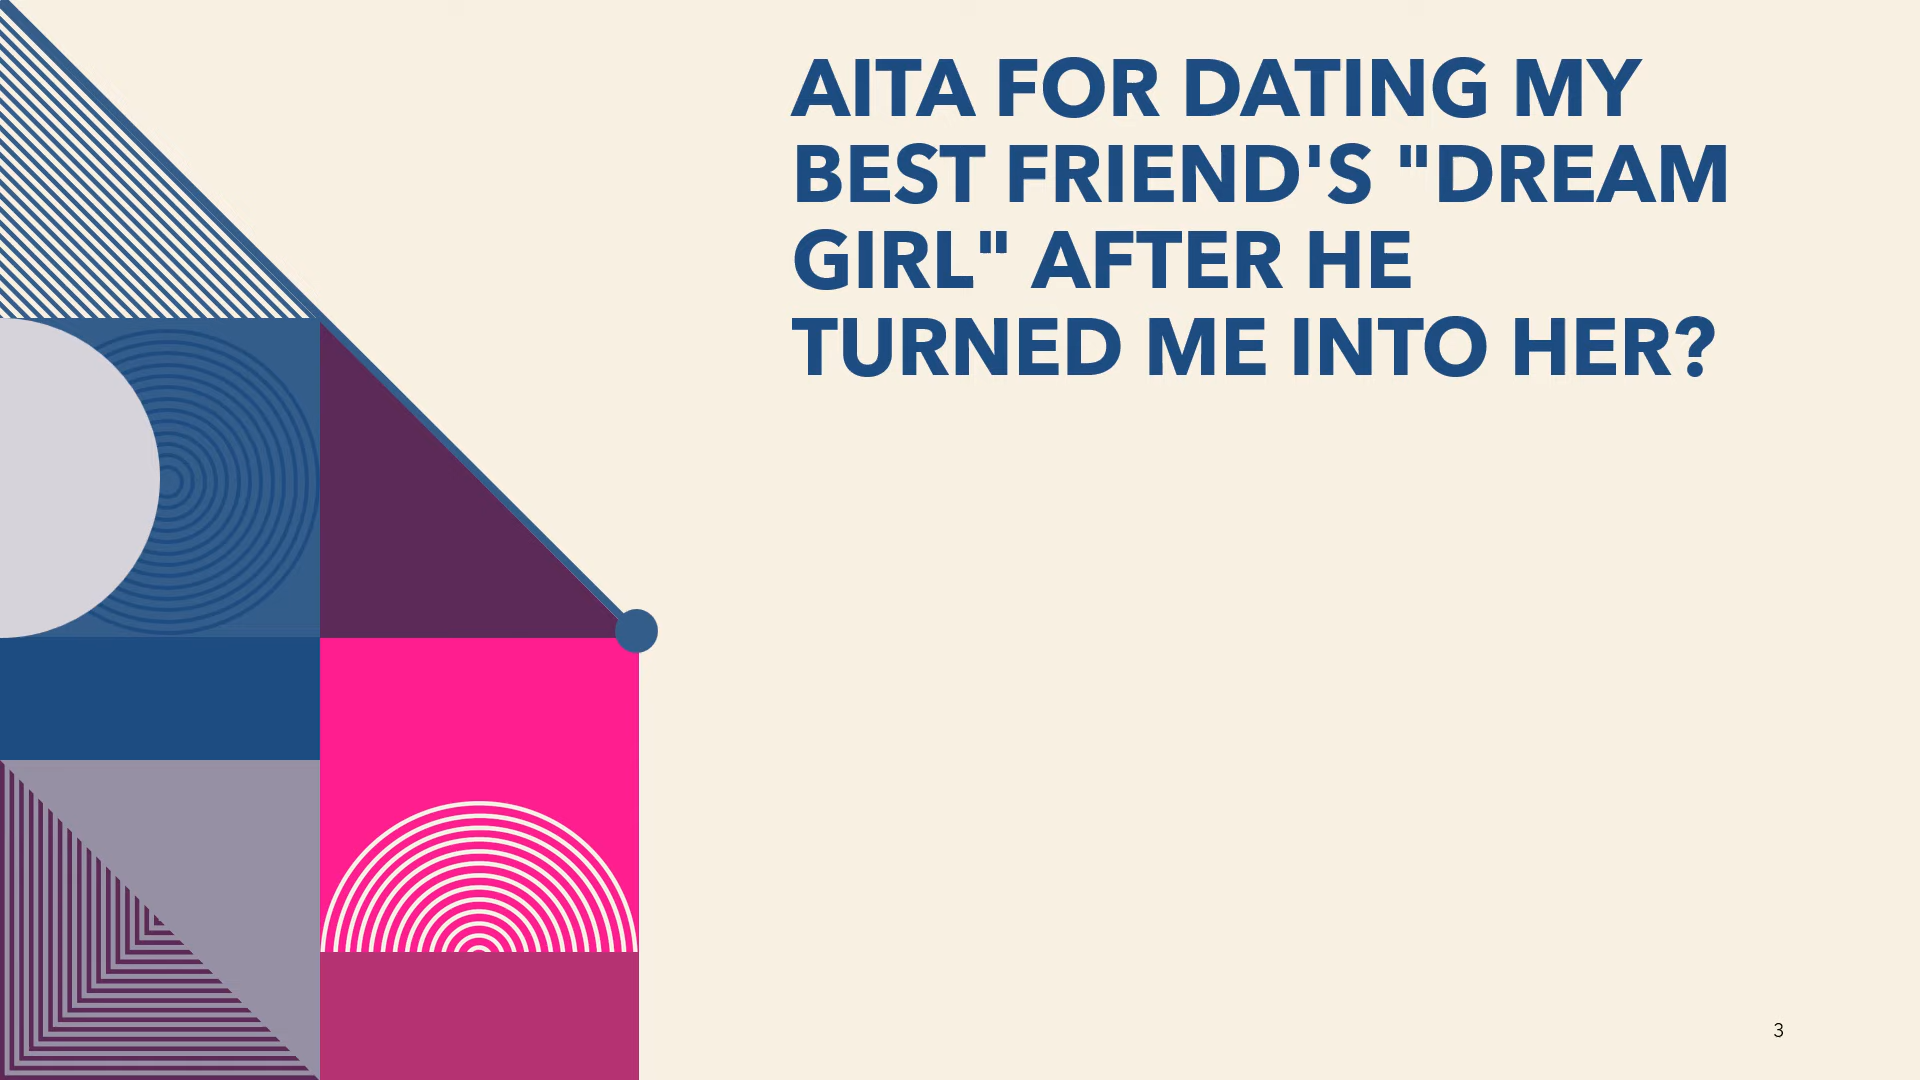 AITA FOR DATING MY
BEST FRIEND'S "DREAM
GIRL" AFTER HE
TURNED ME INTO HER?
3